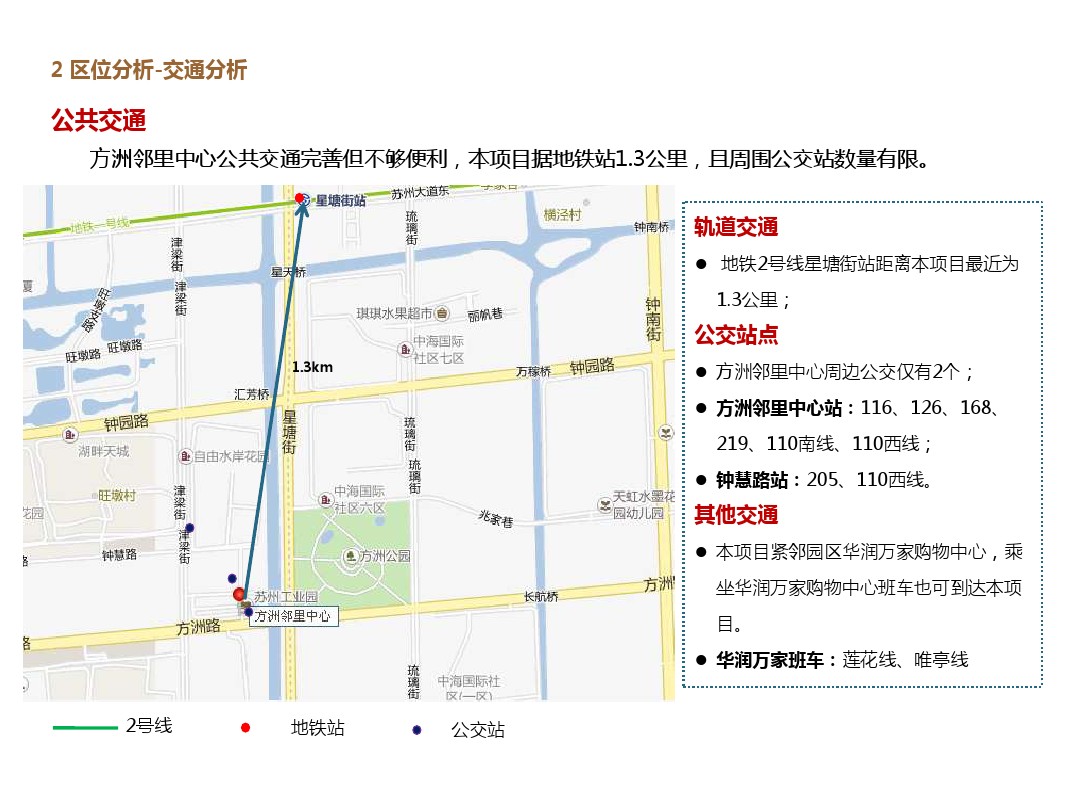 2 区位分析-交通分析
公共交通
方洲邻里中心公共交通完善但不够便利，本项目据地铁站1.3公里，且周围公交站数量有限。
星塘街站
苏州大道东
地铁一号线
琉璃街
横泾村
钟南桥
津梁街
星天桥
津梁街
旺墩支路
琪琪水果超市
丽帆巷
钟南街
旺墩路
旺墩路
中海国际
社区七区
1.3km
万稼桥
钟园路
汇芳桥
钟园路
星塘街
琉璃街
湖畔天城
自由水岸花园
琉璃街
旺墩村
津梁街
中海国际
社区六区
天虹水墨花
园幼儿园
花园
兆家巷
津梁街
钟慧路
方洲公园
苏州工业园
长航桥
方洲
方洲邻里中心
方洲路
琉璃街
中海国际社
区(一区)
轨道交通
● 地铁2号线星塘街站距离本项目最近为
1.3公里；
公交站点
● 方洲邻里中心周边公交仅有2个；
● 方洲邻里中心站：116、126、168、
219、110南线、110西线；
● 钟慧路站：205、110西线。
其他交通
● 本项目紧邻园区华润万家购物中心，乘
坐华润万家购物中心班车也可到达本项
目。
● 华润万家班车：莲花线、唯亭线
2号线
地铁站
公交站